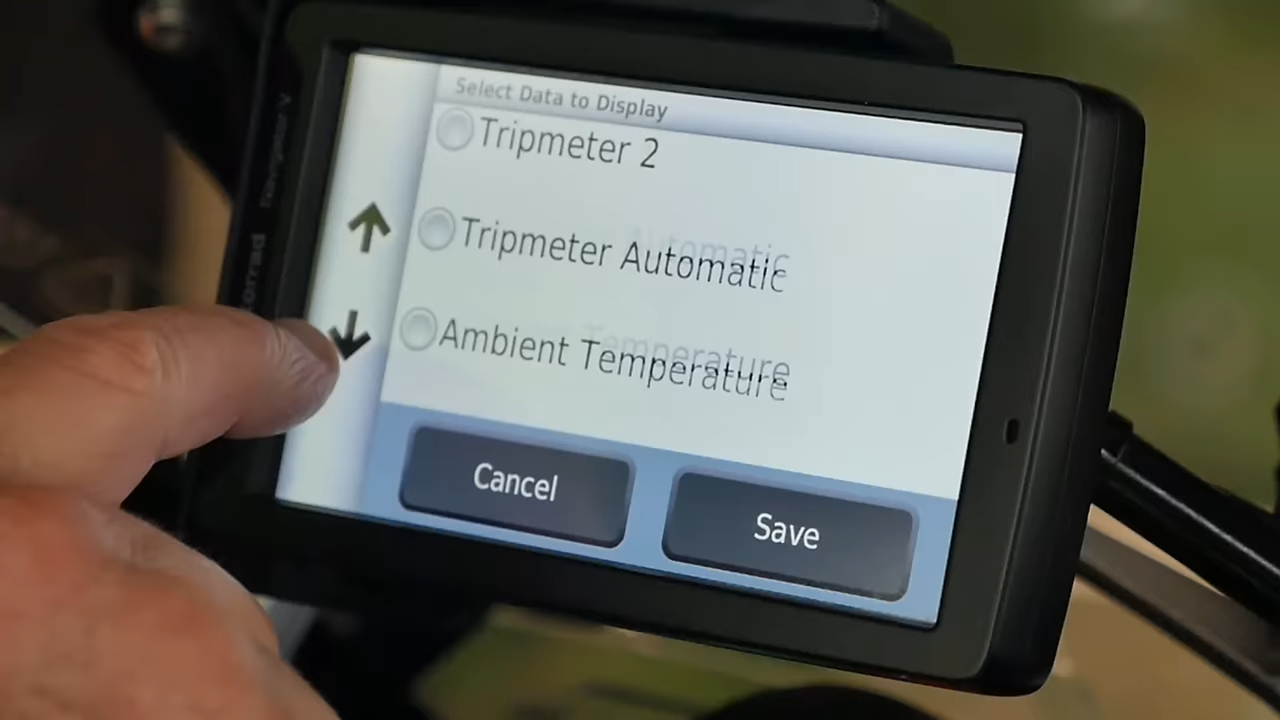 Select Data to Display
Tripmeter 2
Tripmeter Automatic
Ambient Temperature
Cancel
Save